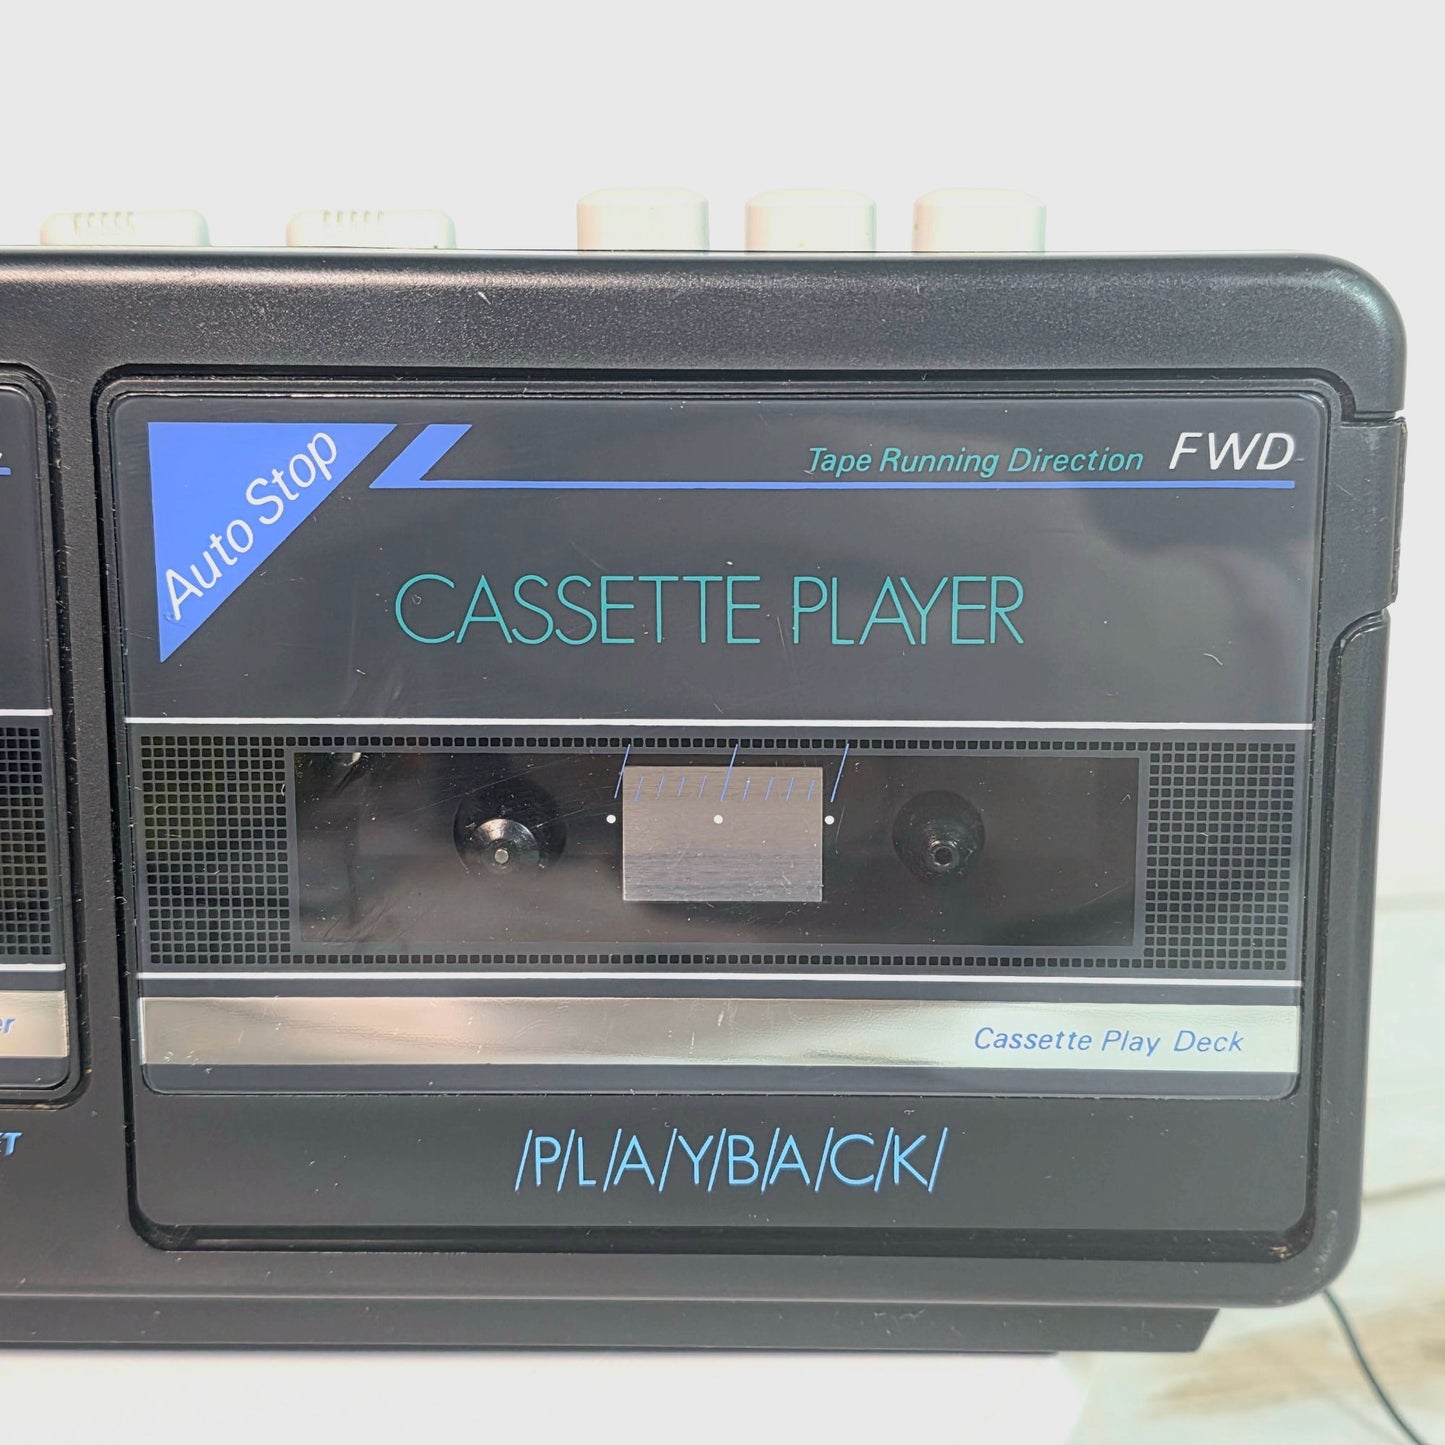 Auto Stop
Tape Running Direction FWD
CASSETTE PLAYER
Cassette Play Deck
/P/L/A/Y/B/A/C/K/